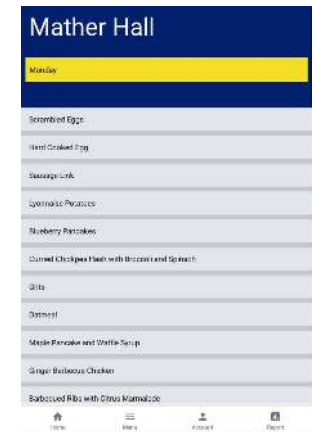 Mather Hall
Monday
Scrambled Eggs
Hard Cooked Egg
Sausage Link
Lyonnaise Potatoes
Blueberry Pancakes
Curried Chickpea Hash with Broccoli and Spinach
Grits
Oatmeal
Maple Pancake and Waffle Syrup
Ginger Barbecue Chicken
Barbecued Ribs with Citrus Marmalade
Home Menu Account Report